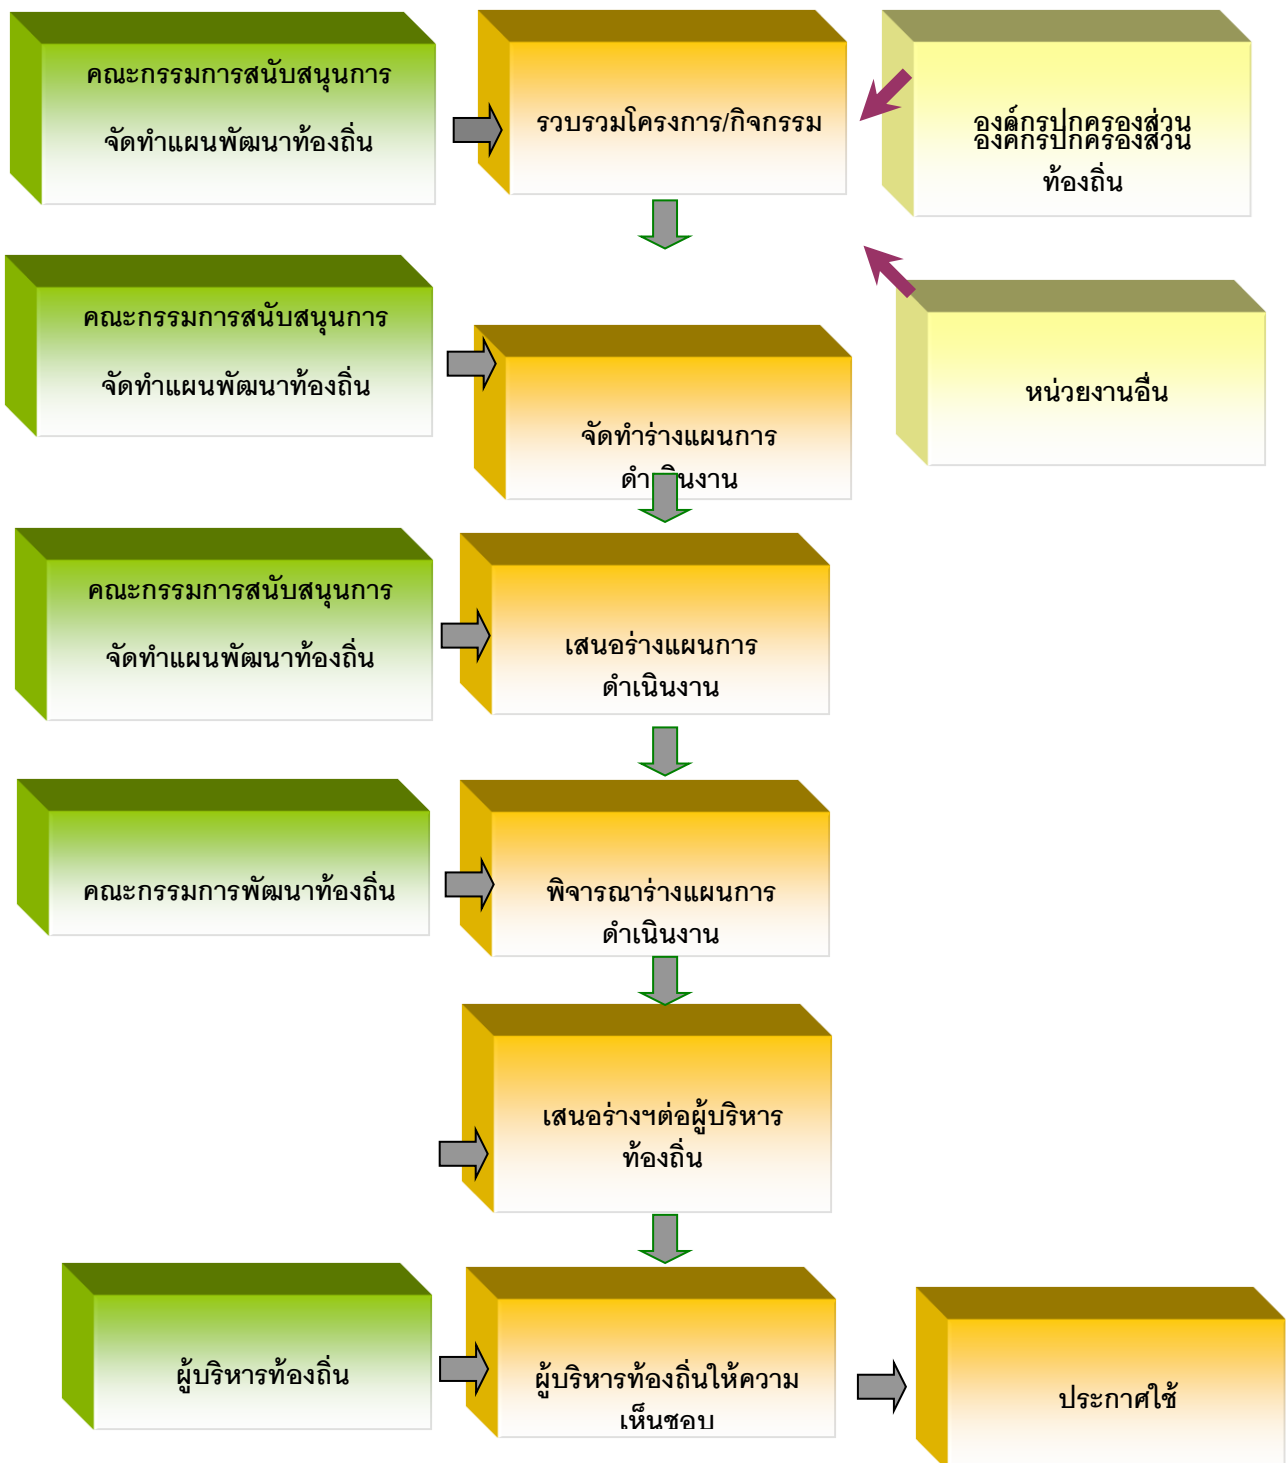 คณะกรรมการสนับสนุนการ
จัดทำแผนพัฒนาท้องถิ่น
รวบรวมโครงการ/กิจกรรม
องค์กรปกครองส่วน
องค์กรปกครองส่วน
ท้องถิ่น
คณะกรรมการสนับสนุนการ
จัดทำแผนพัฒนาท้องถิ่น
จัดทำร่างแผนการ
ดำเนินงาน
หน่วยงานอื่น
คณะกรรมการสนับสนุนการ
จัดทำแผนพัฒนาท้องถิ่น
เสนอร่างแผนการ
ดำเนินงาน
คณะกรรมการพัฒนาท้องถิ่น
พิจารณาร่างแผนการ
ดำเนินงาน
เสนอร่างฯต่อผู้บริหาร
ท้องถิ่น
ผู้บริหารท้องถิ่น
ผู้บริหารท้องถิ่นให้ความ
เห็นชอบ
ประกาศใช้